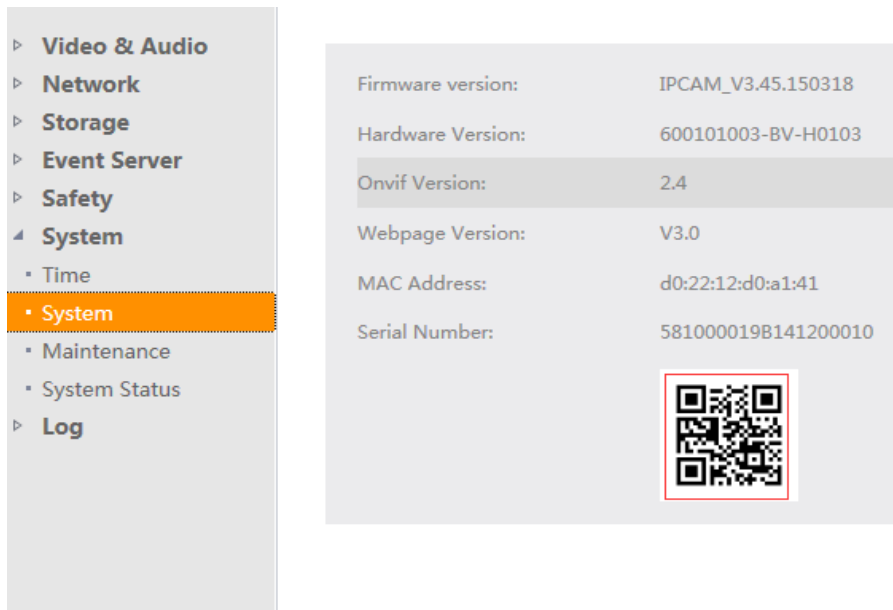 Video & Audio
Network
Storage
Event Server
Safety
System
Time
System
Maintenance
System Status
Log
Firmware version: IPCAM_V3.45.150318
Hardware Version: 600101003-BV-H0103
Onvif Version: 2.4
Webpage Version: V3.0
MAC Address: d0:22:12:d0:a1:41
Serial Number: 581000019B141200010